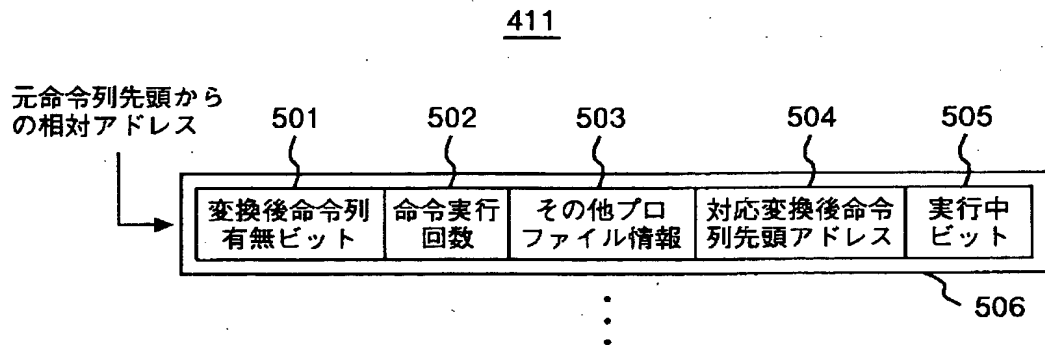 411
元命令列先頭から
の相対アドレス
501
502
503
504
505
変換後命令列
有無ビット
命令実行
回数
その他プロ
ファイル情報
対応変換後命令
列先頭アドレス
実行中
ビット
506